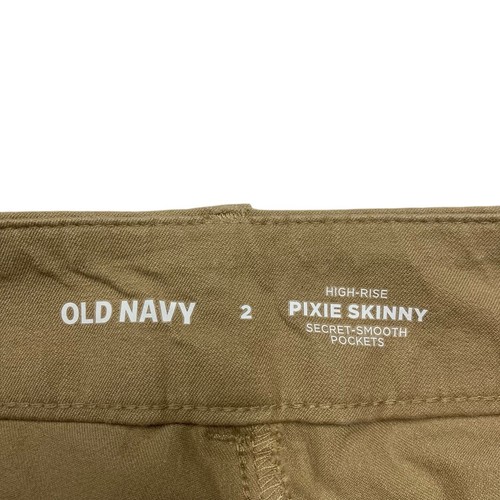 OLD NAVY
2
HIGH-RISE
PIXIE SKINNY
SECRET-SMOOTH
POCKETS